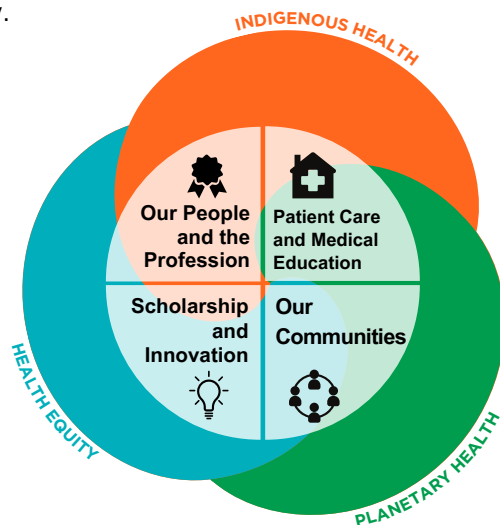 y.
INDIGENOUS HEALTH
Our People
and the
Profession
Patient Care
and Medical
Education
Scholarship
and
Innovation
Our
Communities
HEALTH EQUITY
PLANETARY HEALTH